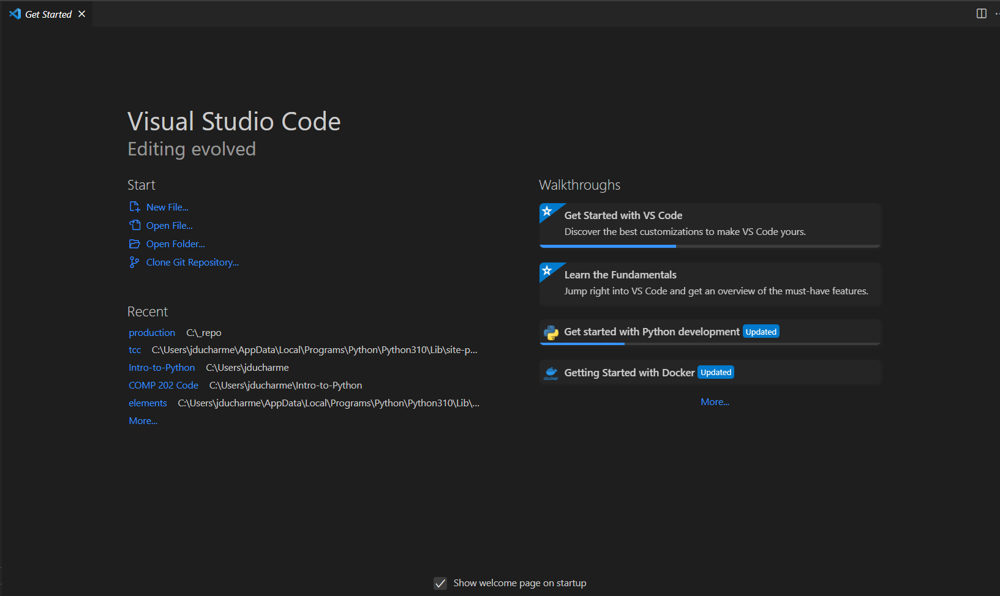 Get Started
Visual Studio Code
Editing evolved
Start
New File...
Open File...
Open Folder...
Clone Git Repository...
Recent
production C:\_repo
tcc C:\Users\jducharme\AppData\Local\Programs\Python\Python310\Lib\site-p...
Intro-to-Python C:\Users\jducharme
COMP 202 Code C:\Users\jducharme\Intro-to-Python
elements C:\Users\jducharme\AppData\Local\Programs\Python\Python310\Lib\...
More...
Walkthroughs
Get Started with VS Code
Discover the best customizations to make VS Code yours.
Learn the Fundamentals
Jump right into VS Code and get an overview of the must-have features.
Get started with Python development Updated
docker
Getting Started with Docker Updated
More...
Show welcome page on startup